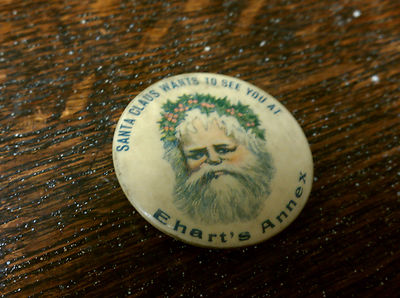 SANTA CLAUS WANTS TO SEE YOU AT
Ehart's Annex